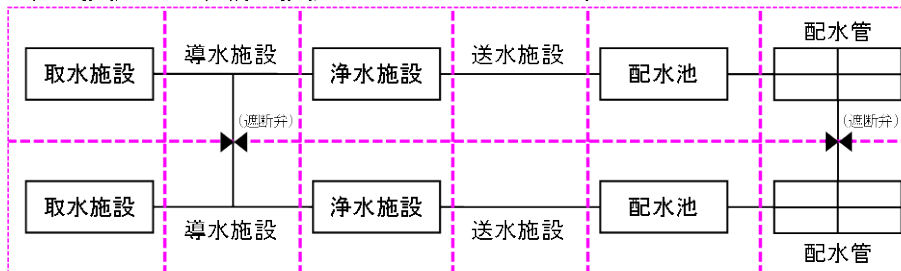 配水管
導水施設
送水施設
取水施設
浄水施設
配水池
(遮断弁)
(遮断弁)
取水施設
浄水施設
配水池
導水施設
送水施設
配水管